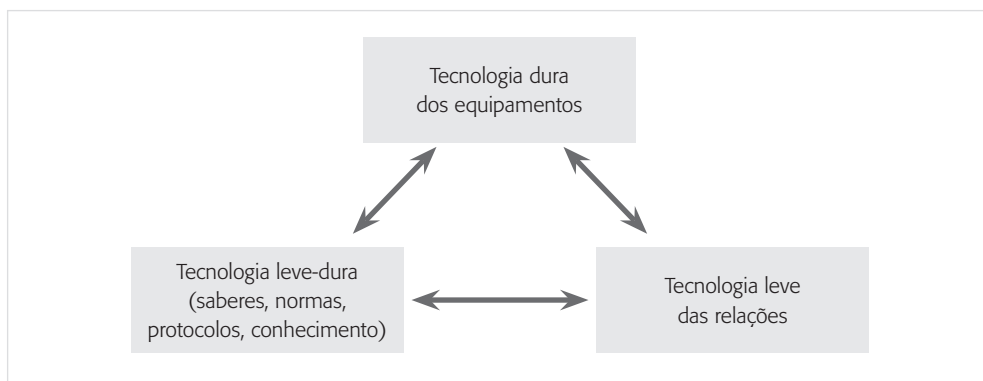 Tecnologia dura
dos equipamentos
Tecnologia leve-dura
(saberes, normas,
protocolos, conhecimento)
Tecnologia leve
das relações